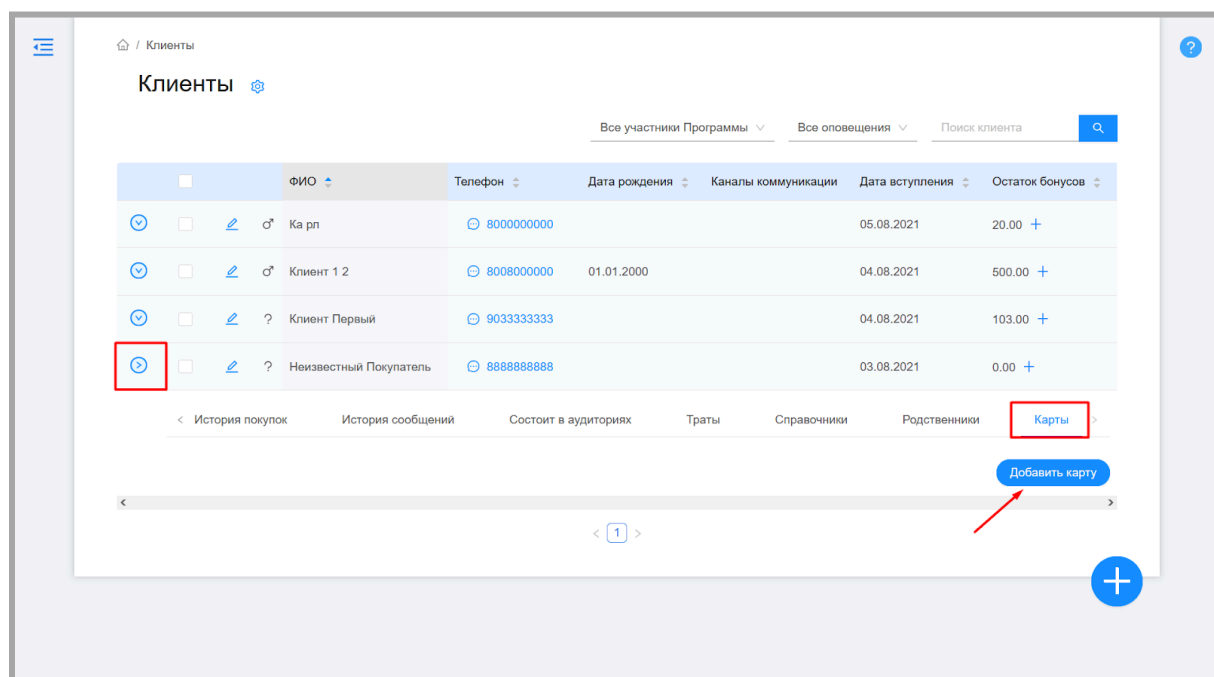 / Клиенты
?
Клиенты
Все участники Программы Все оповещения Поиск клиента
ФИО Телефон Дата рождения Каналы коммуникации Дата вступления Остаток бонусов
Ка рл 8000000000 05.08.2021 20.00 +
Клиент 1 2 8008000000 01.01.2000 04.08.2021 500.00 +
? Клиент Первый 9033333333 04.08.2021 103.00 +
? Неизвестный Покупатель 8888888888 03.08.2021 0.00 +
< История покупок История сообщений Состоит в аудиториях Траты Справочники Родственники Карты >
Добавить карту
< 1 >
+